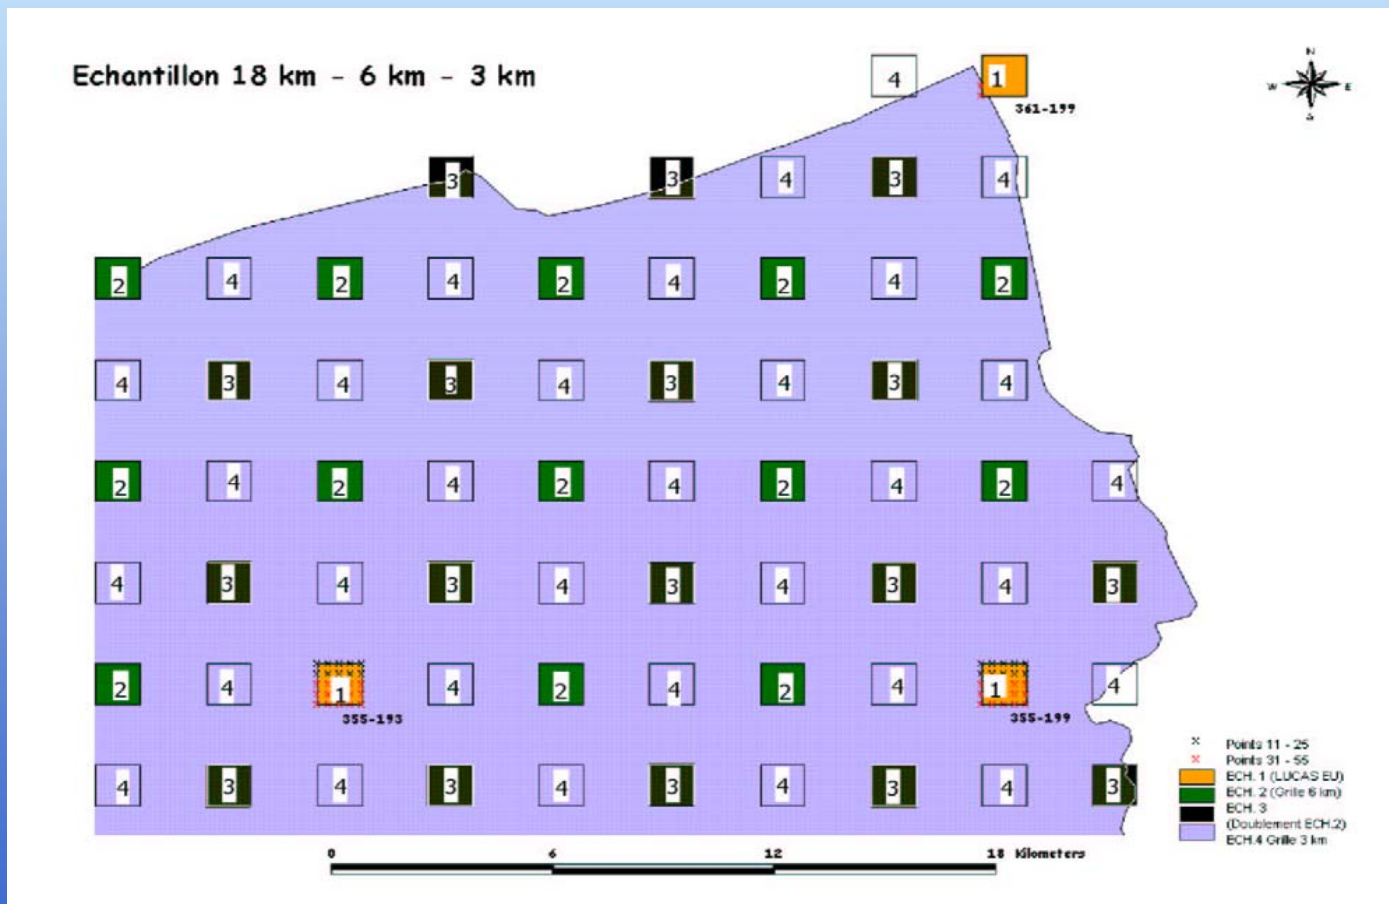 Echantillon 18 km - 6 km - 3 km
N
W E
4 1
361-199
3 3 4 3 4
2 4 2 4 2 4 2 4 2
4 3 4 3 4 3 4 3 4
2 4 2 4 2 4 2 4 2 4
4 3 4 3 4 3 4 3 4 3
2 4 1 4 2 4 2 4 1 4
355-193 355-199
4 3 4 3 4 3 4 3 4 3
Points 11 - 25
Points 31 - 55
ECH. 1 (LUCAS EU)
ECH. 2 (Grille 6 km)
ECH. 3
(Doublement ECH.2)
ECH.4 Grille 3 km
0 6 12 18 Kilometers